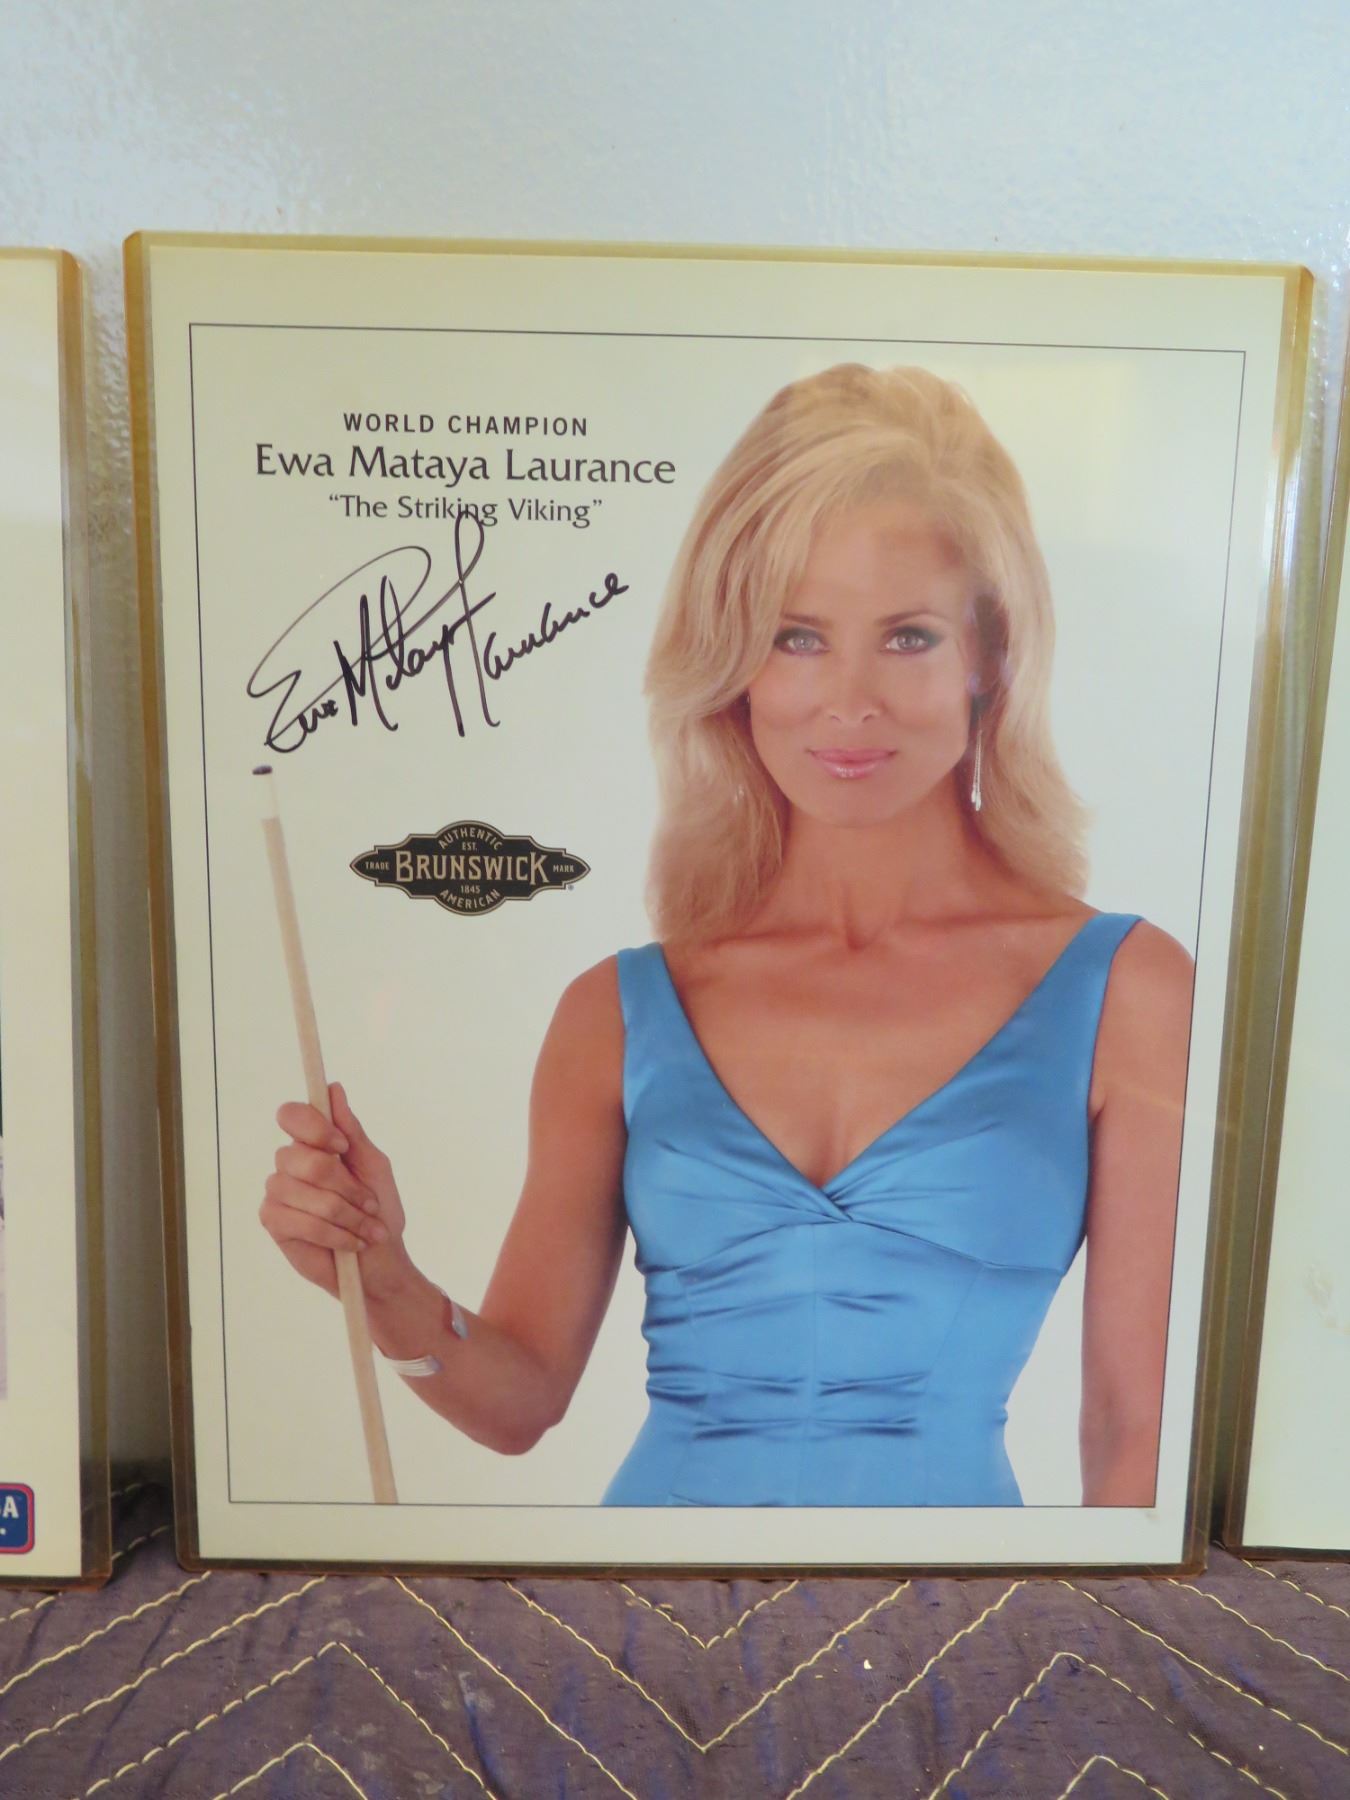 WORLD CHAMPION
Ewa Mataya Laurance
“The Striking Viking”
Ewa Mataya Laurance
AUTHENTIC
EST.
TRADE BRUNSWICK MARK ®
1845
AMERICAN